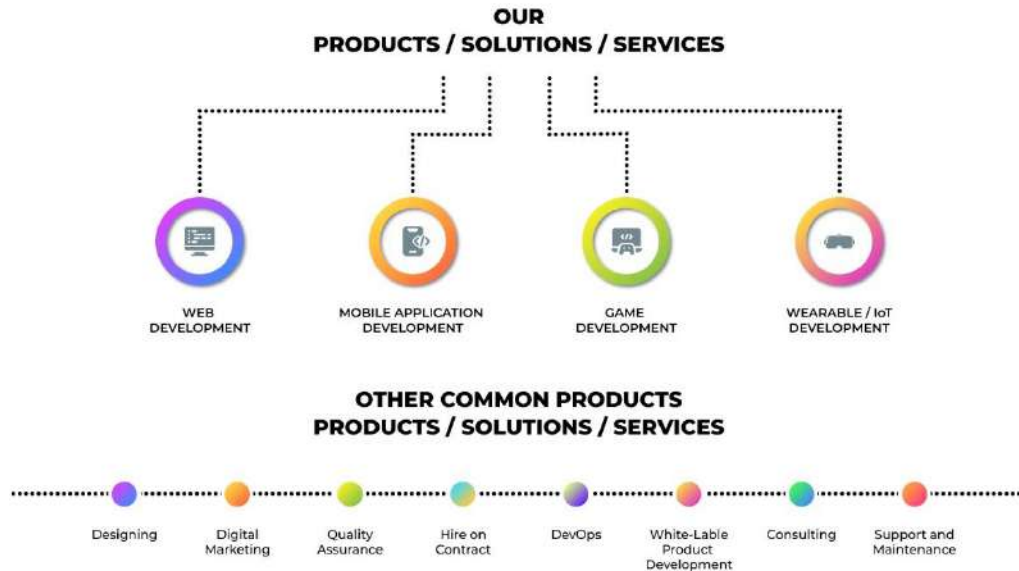 OUR
PRODUCTS / SOLUTIONS / SERVICES
WEB
DEVELOPMENT
MOBILE APPLICATION
DEVELOPMENT
GAME
DEVELOPMENT
WEARABLE / IoT
DEVELOPMENT
OTHER COMMON PRODUCTS
PRODUCTS / SOLUTIONS / SERVICES
Designing
Digital
Marketing
Quality
Assurance
Hire on
Contract
DevOps
White-Lable
Product
Development
Consulting
Support and
Maintenance